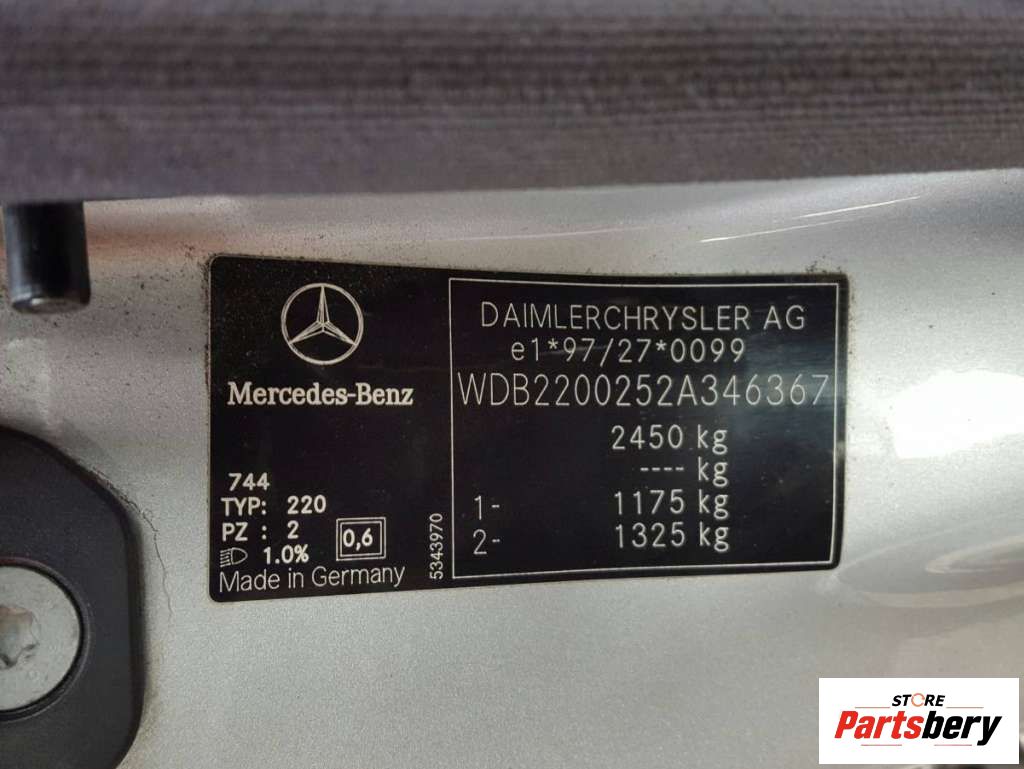 Mercedes-Benz
744
TYP: 220
PZ : 2
1.0%
0,6
Made in Germany
5343970
DAIMLERCHRYSLER AG
e1*97/27*0099
WDB2200252A346367
2450 kg
---- kg
1- 1175 kg
2- 1325 kg
STORE
Partsbery